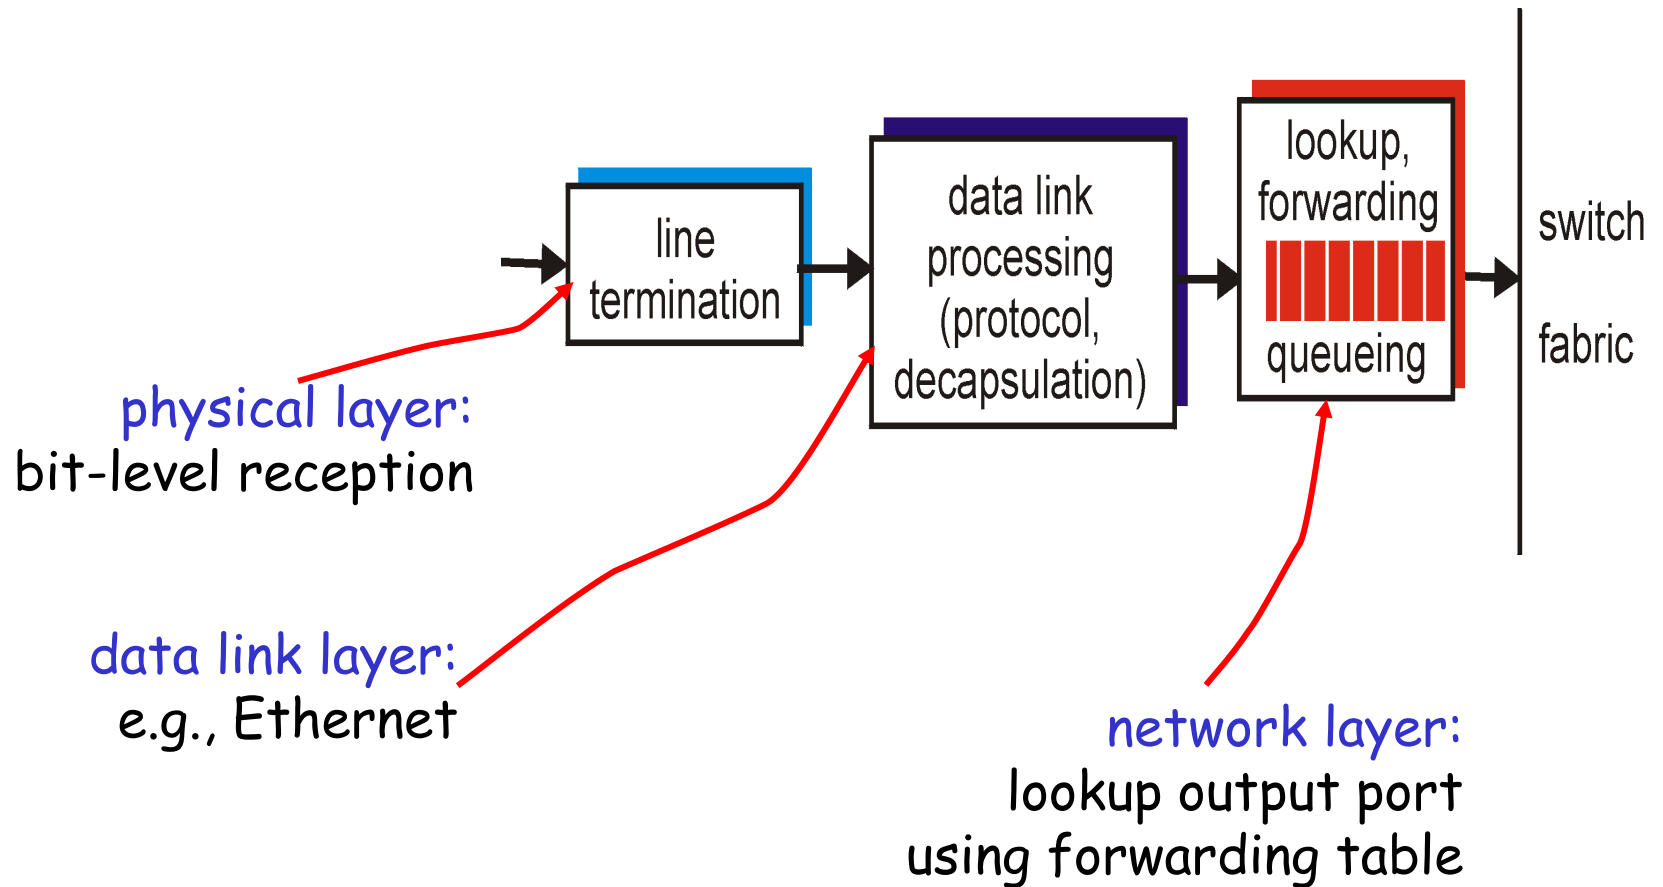 line
termination
data link
processing
(protocol,
decapsulation)
lookup,
forwarding
queueing
switch
fabric
physical layer:
bit-level reception
data link layer:
e.g., Ethernet
network layer:
lookup output port
using forwarding table